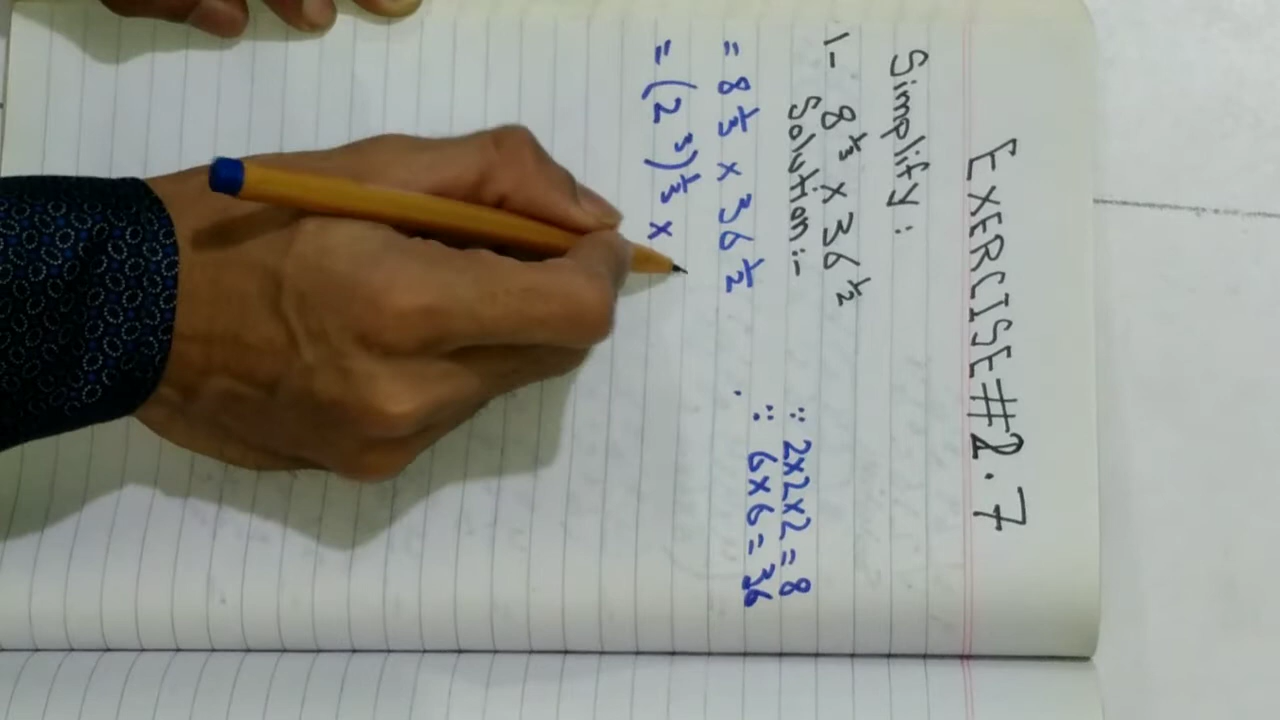 EXERCISE#2.7
Simplify:
1- 8^1/3 x 36^1/2
Solution:-
∵ 2x2x2=8
= 8^1/3 x 36^1/2
∵ 6x6=36
= (2^3)^1/3 x